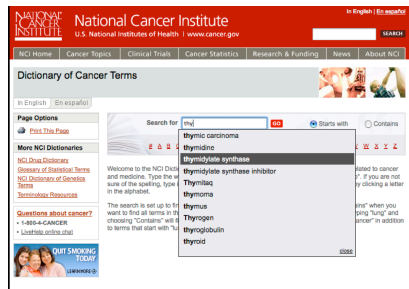 In English | En español
NATIONAL
CANCER
INSTITUTE
National Cancer Institute
U.S. National Institutes of Health | www.cancer.gov
SEARCH
NCI Home Cancer Topics Clinical Trials Cancer Statistics Research & Funding News About NCI
Dictionary of Cancer Terms
In English En español
Page Options
Print This Page
More NCI Dictionaries
NCI Drug Dictionary
Glossary of Statistical Terms
NCI Dictionary of Genetics
Terms
Terminology Resources
Questions about cancer?
• 1-800-4-CANCER
• LiveHelp online chat
QUIT SMOKING
TODAY
LEARN MORE
Search for thy GO Starts with Contains
# A B W X Y Z
thymic carcinoma
thymidine
thymidylate synthase
thymidylate synthase inhibitor
Thymitaq
thymoma
thymus
Thyrogen
thyroglobulin
thyroid
close
Welcome to the NCI Dicti lated to cancer
and medicine. Type the w . If you are not
sure of the spelling, type i by clicking a letter
in the alphabet.
The search is set up to fin ins" when you
want to find all terms in th ping "lung" and
choosing "Contains" will fi ancer" in addition
to terms that start with "lu